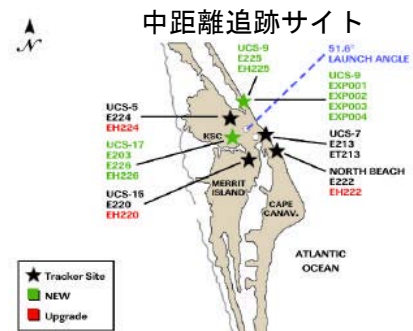 中距離追跡サイト
N
UCS-9
E225
EH225
51.6°
LAUNCH ANGLE
UCS-9
EXP001
EXP002
EXP003
EXP004
UCS-5
E224
EH224
KSC
UCS-17
E203
E226
EH226
UCS-7
E213
ET213
NORTH BEACH
E222
EH222
UCS-15
E220
EH220
MERRIT
ISLAND
CAPE
CANAV.
ATLANTIC
OCEAN
Tracker Site
NEW
Upgrade